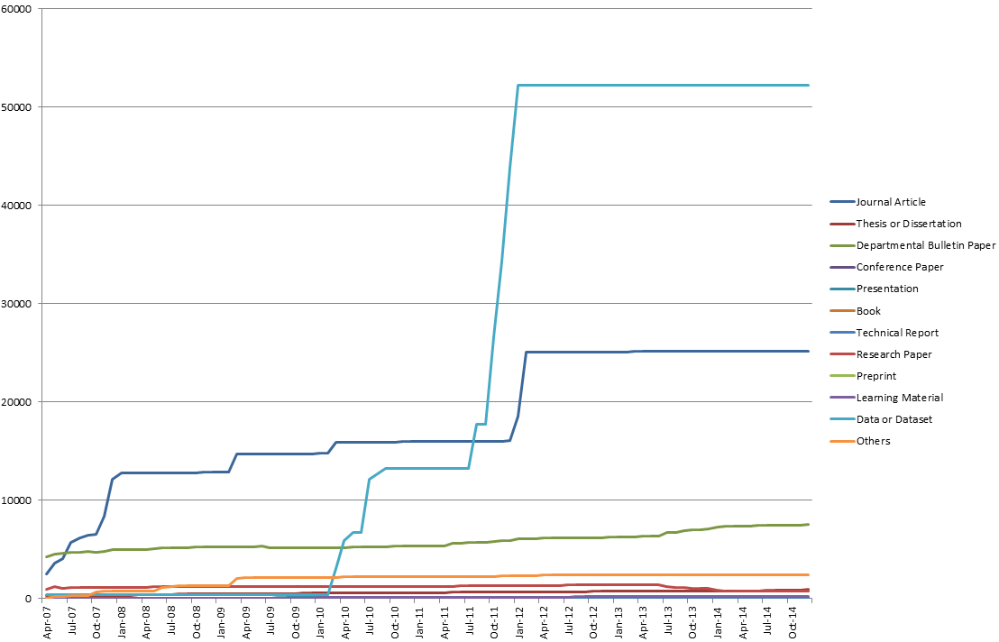 60000
50000
40000
30000
20000
10000
0
Apr-07
Jul-07
Oct-07
Jan-08
Apr-08
Jul-08
Oct-08
Jan-09
Apr-09
Jul-09
Oct-09
Jan-10
Apr-10
Jul-10
Oct-10
Jan-11
Apr-11
Jul-11
Oct-11
Jan-12
Apr-12
Jul-12
Oct-12
Jan-13
Apr-13
Jul-13
Oct-13
Jan-14
Apr-14
Jul-14
Oct-14
Journal Article
Thesis or Dissertation
Departmental Bulletin Paper
Conference Paper
Presentation
Book
Technical Report
Research Paper
Preprint
Learning Material
Data or Dataset
Others